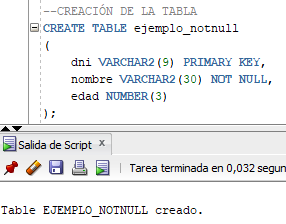 --CREACIÓN DE LA TABLA
CREATE TABLE ejemplo_notnull
(
dni VARCHAR2(9) PRIMARY KEY,
nombre VARCHAR2(30) NOT NULL,
edad NUMBER(3)
);
Salida de Script x
Tarea terminada en 0,032 segun
Table EJEMPLO_NOTNULL creado.